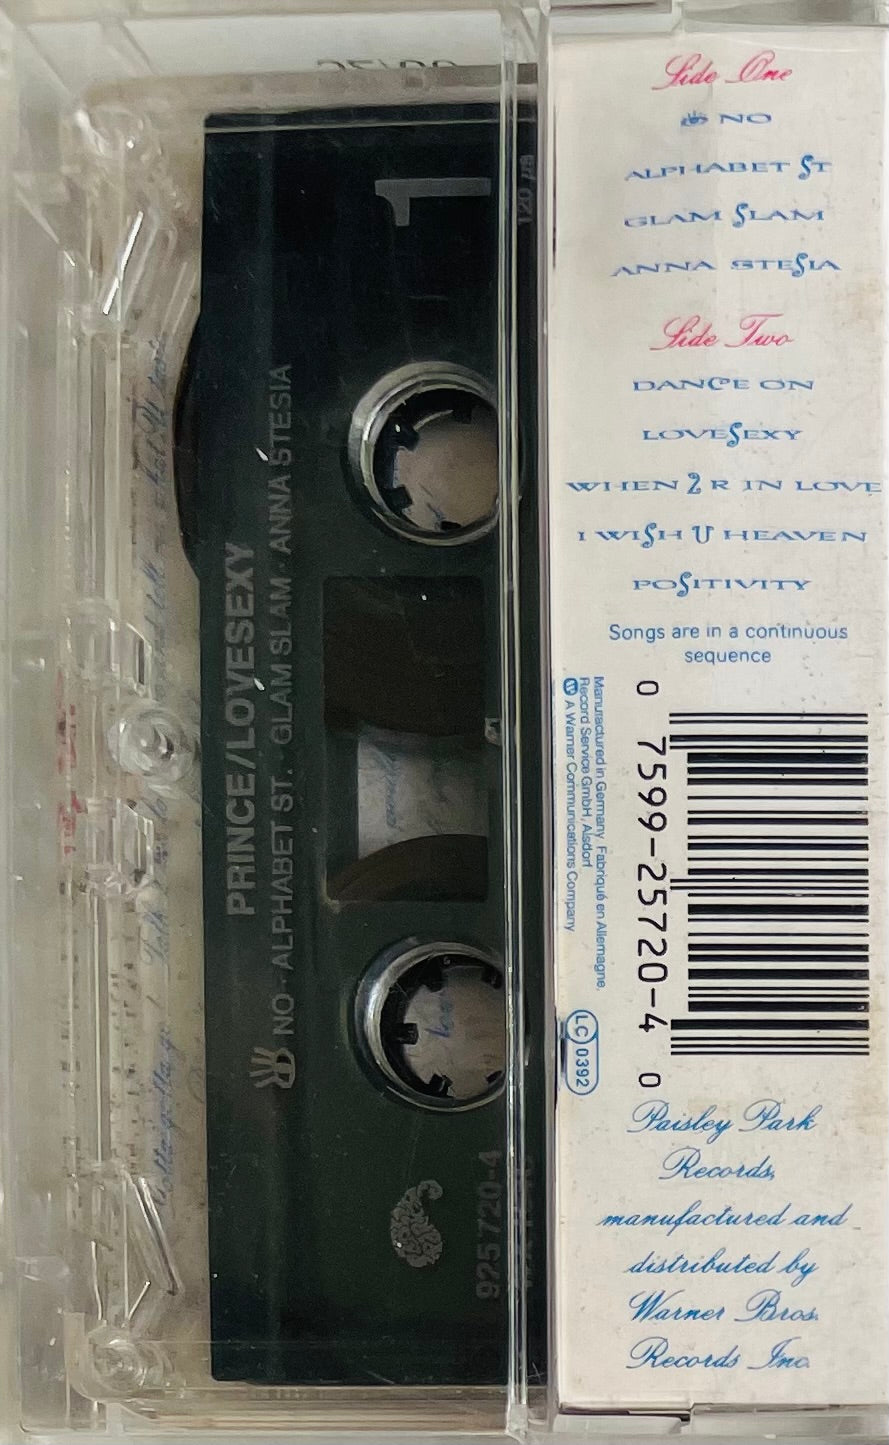 Side One
NO
ALPHABET ST
GLAM SLAM
ANNA STESIA
Side Two
DANCE ON
LOVESEXY
WHEN 2 R IN LOVE
I WISH U HEAVEN
POSITIVITY
Songs are in a continuous
sequence
Manufactured in Germany. Fabriqué en Allemagne.
Record Service GmbH, Alsdorf
A Warner Communications Company
LC 0392
0 7599-25720-4 0
Paisley Park
Records,
manufactured and
distributed by
Warner Bros.
Records Inc.
PRINCE/LOVESEXY
NO · ALPHABET ST. · GLAM SLAM · ANNA STESIA
1
120 µs
925 720-4